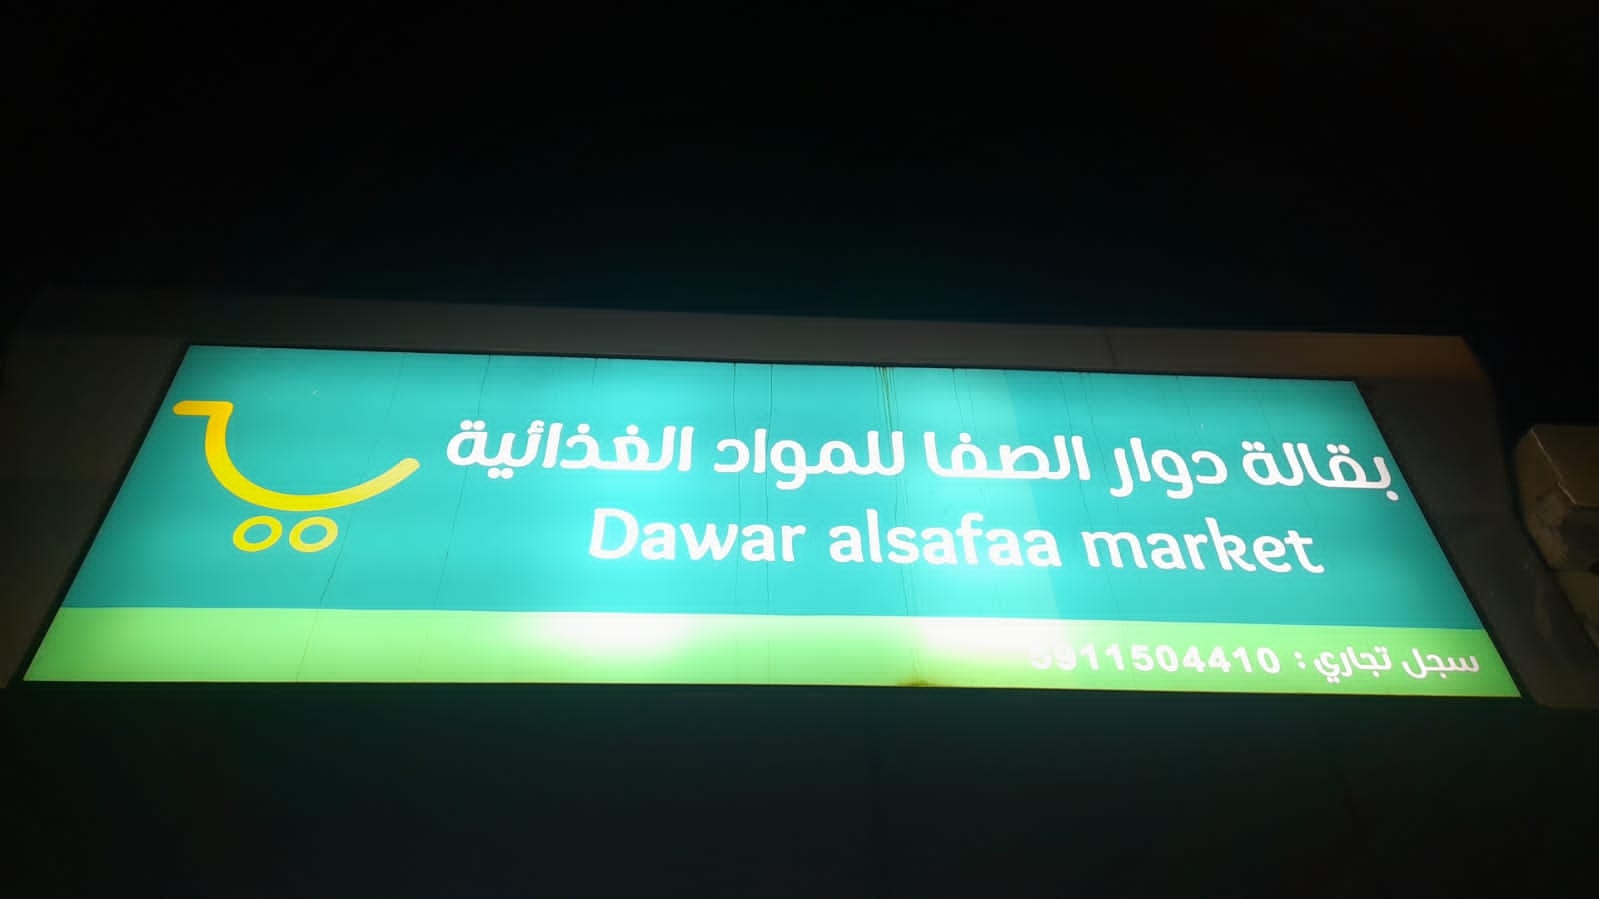 بقالة دوار الصفا للمواد الغذائية
Dawar alsafaa market
سجل تجاري : 5911504410